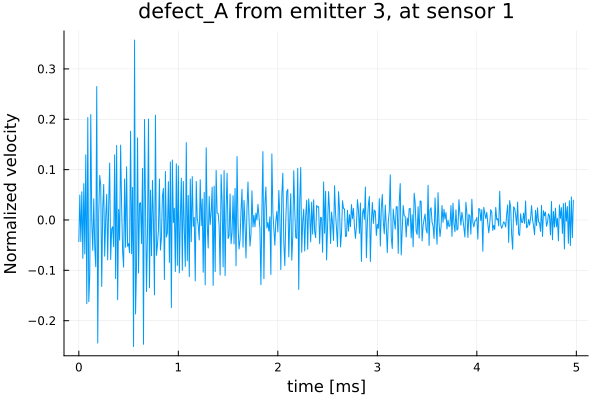 defect_A from emitter 3, at sensor 1
Normalized velocity
0.3
0.2
0.1
0.0
−0.1
−0.2
0 1 2 3 4 5
time [ms]